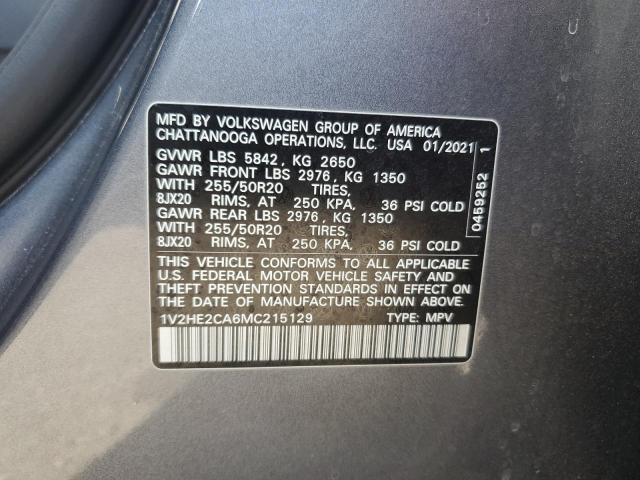 MFD BY VOLKSWAGEN GROUP OF AMERICA
CHATTANOOGA OPERATIONS, LLC. USA 01/2021
GVWR LBS 5842 , KG 2650
GAWR FRONT LBS 2976 , KG 1350
WITH 255/50R20 TIRES,
8JX20 RIMS, AT 250 KPA, 36 PSI COLD
GAWR REAR LBS 2976 , KG 1350
WITH 255/50R20 TIRES,
8JX20 RIMS, AT 250 KPA, 36 PSI COLD
THIS VEHICLE CONFORMS TO ALL APPLICABLE
U.S. FEDERAL MOTOR VEHICLE SAFETY AND
THEFT PREVENTION STANDARDS
IN EFFECT ON THE DATE OF MANUFACTURE SHOWN ABOVE.
1V2HE2CA6MC215129 TYPE: MPV
0459252 1